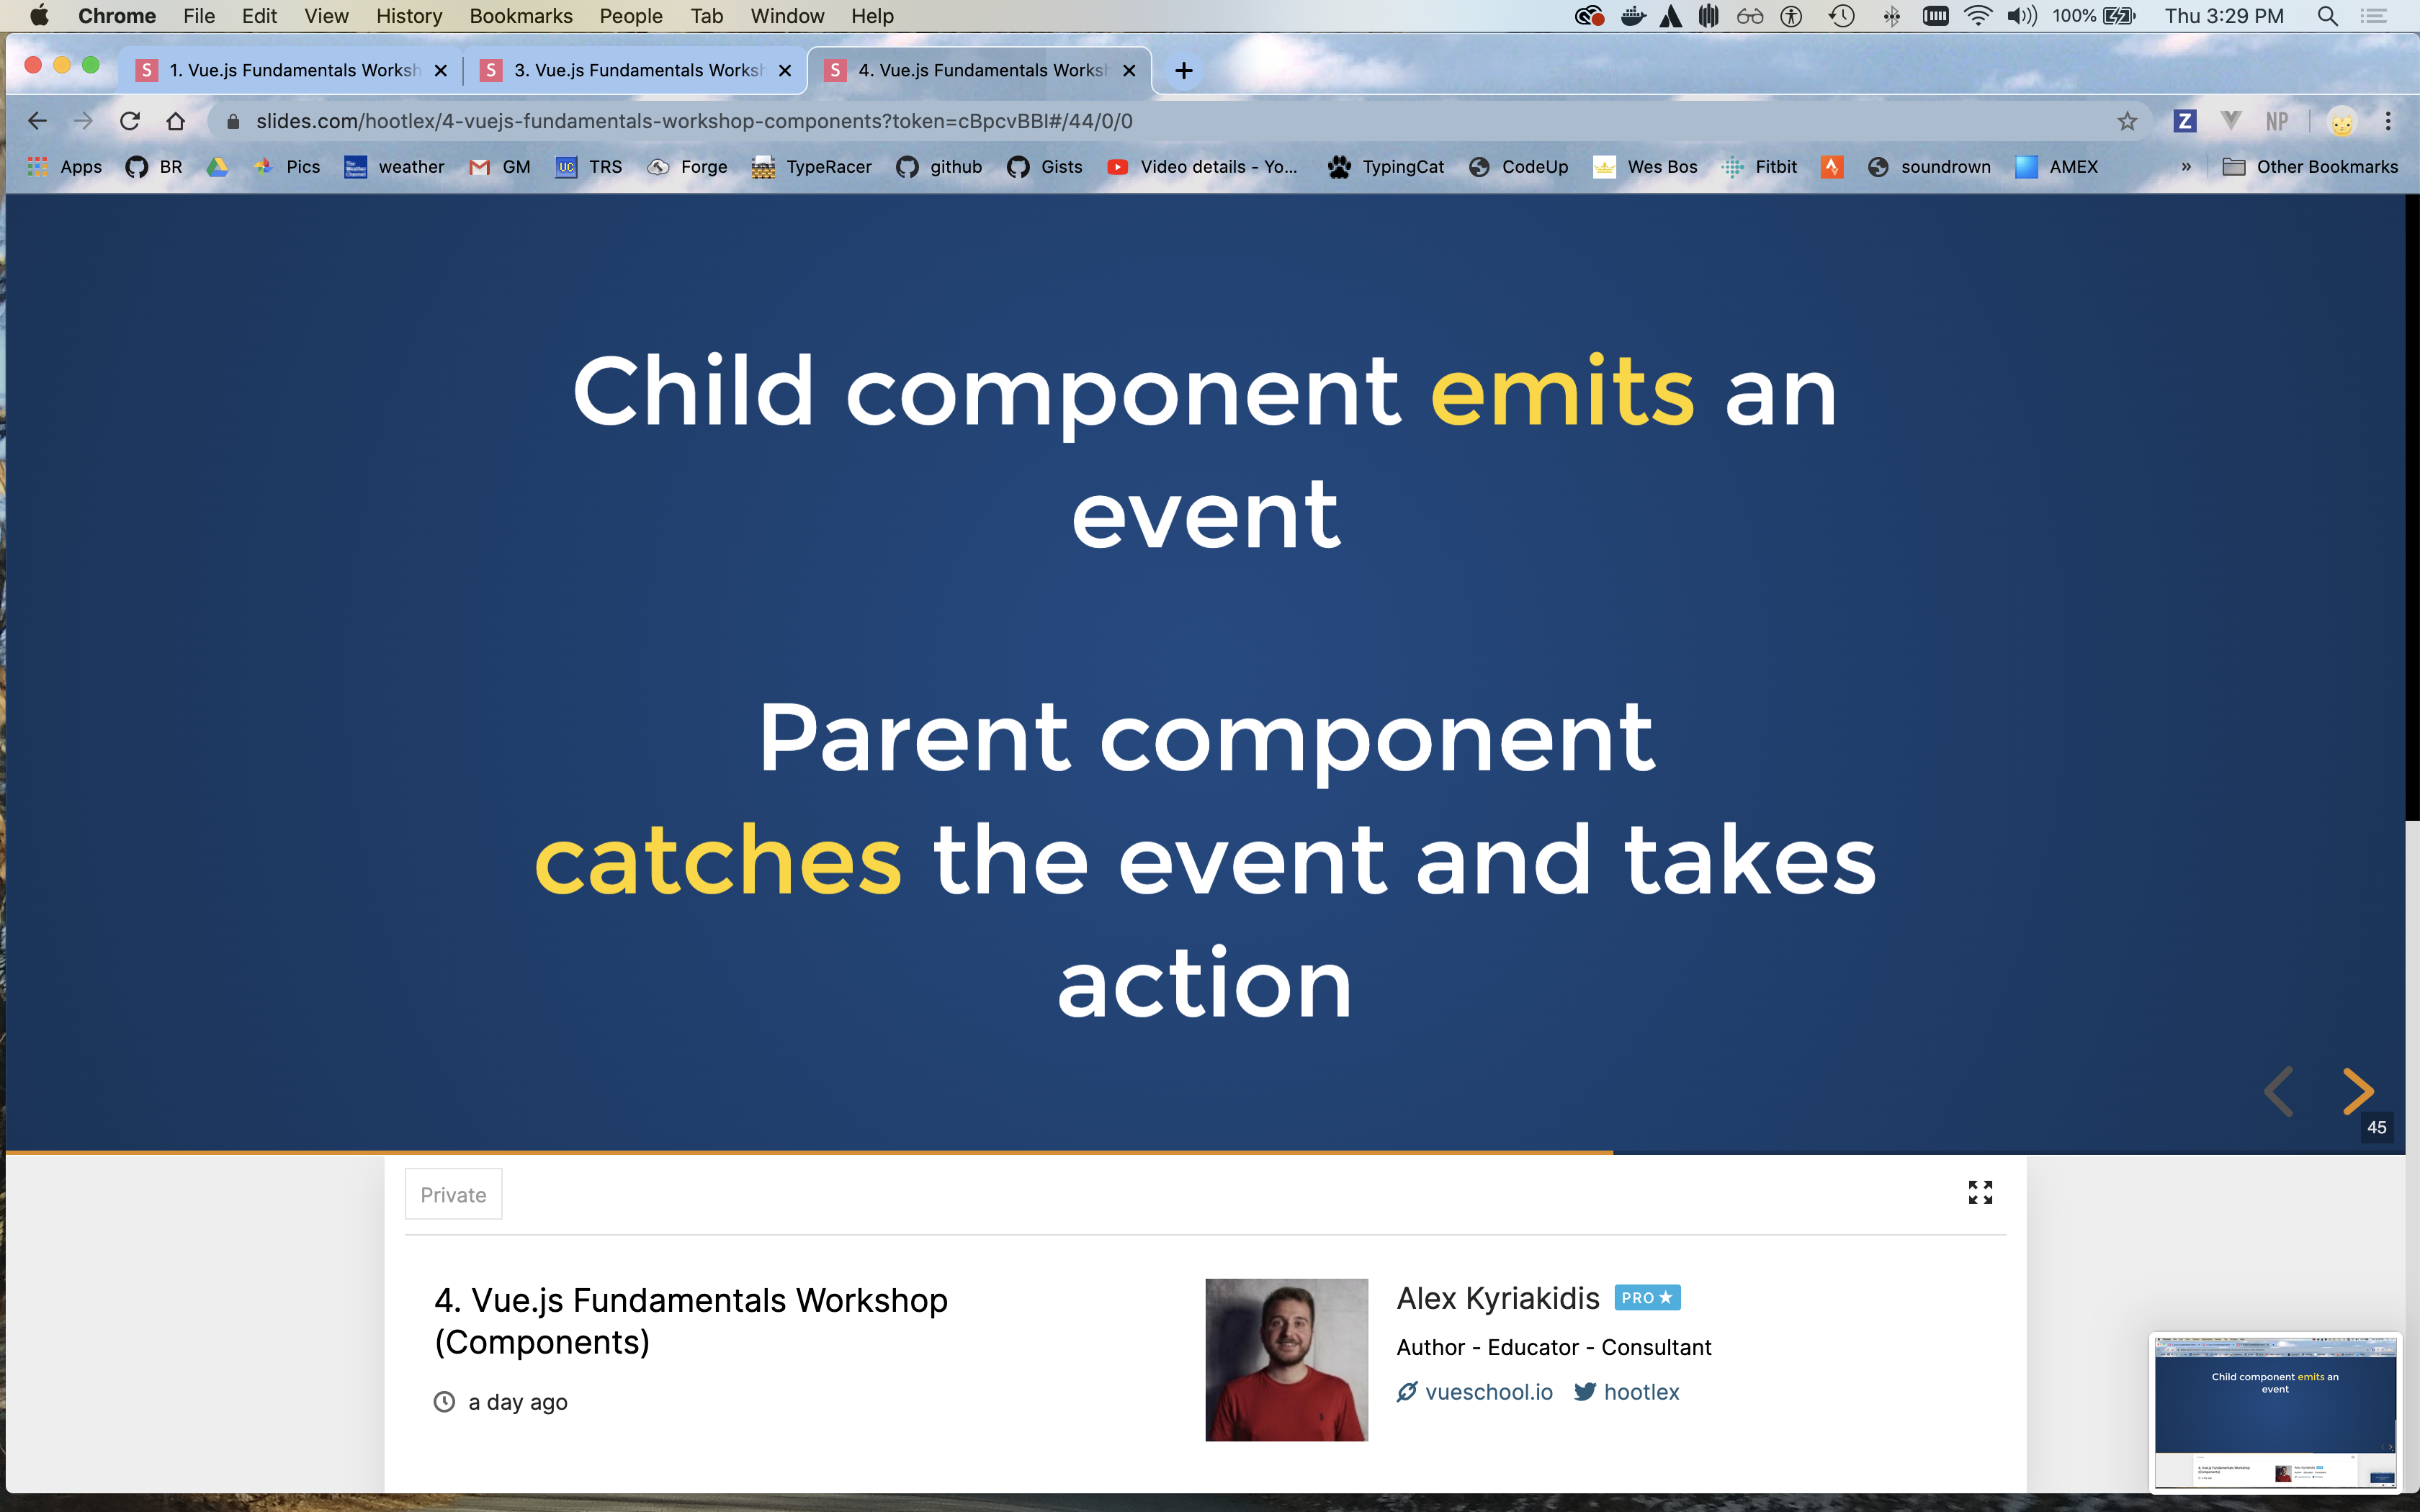 Chrome File Edit View History Bookmarks People Tab Window Help 100% Thu 3:29 PM
S 1. Vue.js Fundamentals Worksh S 3. Vue.js Fundamentals Worksh S 4. Vue.js Fundamentals Worksh
slides.com/hootlex/4-vuejs-fundamentals-workshop-components?token=cBpcvBBI#/44/0/0 Z NP
Apps BR Pics weather GM UC TRS Forge TypeRacer github Gists Video details - Yo... TypingCat CodeUp Wes Bos Fitbit soundrown AMEX » Other Bookmarks
Child component emits an
event
Parent component
catches the event and takes
action
45
Private
4. Vue.js Fundamentals Workshop
(Components)
a day ago
Alex Kyriakidis PRO
Author - Educator - Consultant
vueschool.io hootlex
Child component emits an
event